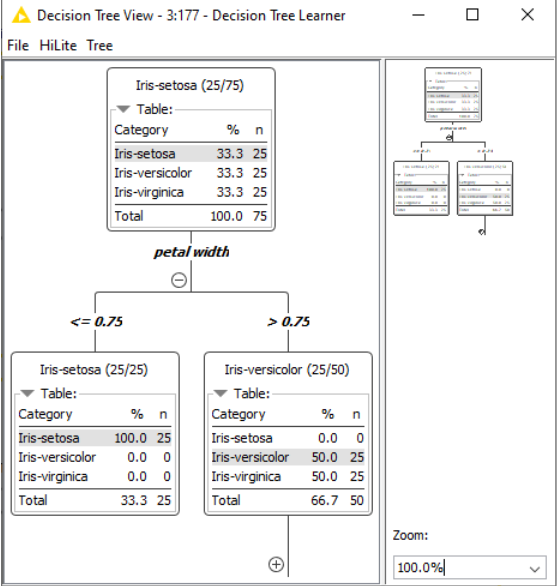 Decision Tree View - 3:177 - Decision Tree Learner
File HiLite Tree
Iris-setosa (25/75)
Table:
Category % n
Iris-setosa 33.3 25
Iris-versicolor 33.3 25
Iris-virginica 33.3 25
Total 100.0 75
petal width
<= 0.75
> 0.75
Iris-setosa (25/25)
Table:
Category % n
Iris-setosa 100.0 25
Iris-versicolor 0.0 0
Iris-virginica 0.0 0
Total 33.3 25
Iris-versicolor (25/50)
Table:
Category % n
Iris-setosa 0.0 0
Iris-versicolor 50.0 25
Iris-virginica 50.0 25
Total 66.7 50
Zoom:
100.0%